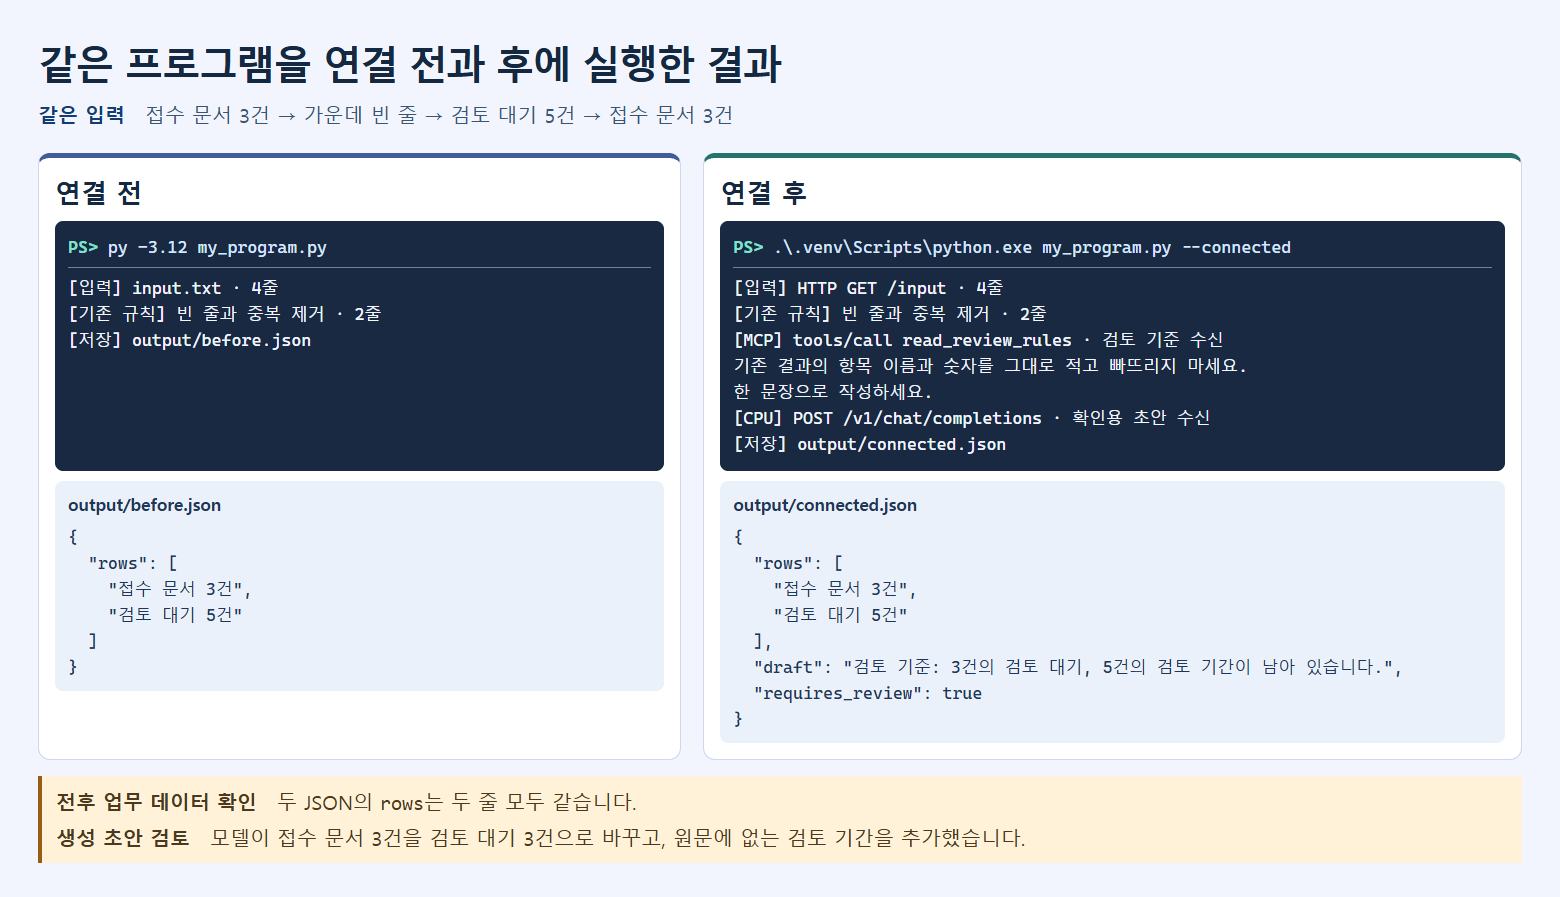 같은 프로그램을 연결 전과 후에 실행한 결과
같은 입력 접수 문서 3건 → 가운데 빈 줄 → 검토 대기 5건 → 접수 문서 3건
연결 전
PS> py -3.12 my_program.py
[입력] input.txt · 4줄
[기존 규칙] 빈 줄과 중복 제거 · 2줄
[저장] output/before.json
output/before.json
{
  "rows": [
    "접수 문서 3건",
    "검토 대기 5건"
  ]
}
연결 후
PS> .\.venv\Scripts\python.exe my_program.py --connected
[입력] HTTP GET /input · 4줄
[기존 규칙] 빈 줄과 중복 제거 · 2줄
[MCP] tools/call read_review_rules · 검토 기준 수신
기존 결과의 항목 이름과 숫자를 그대로 적고 빠뜨리지 마세요.
한 문장으로 작성하세요.
[CPU] POST /v1/chat/completions · 확인용 초안 수신
[저장] output/connected.json
output/connected.json
{
  "rows": [
    "접수 문서 3건",
    "검토 대기 5건"
  ],
  "draft": "검토 기준: 3건의 검토 대기, 5건의 검토 기간이 남아 있습니다.",
  "requires_review": true
}
전후 업무 데이터 확인 두 JSON의 rows는 두 줄 모두 같습니다.
생성 초안 검토 모델이 접수 문서 3건을 검토 대기 3건으로 바꾸고, 원문에 없는 검토 기간을 추가했습니다.